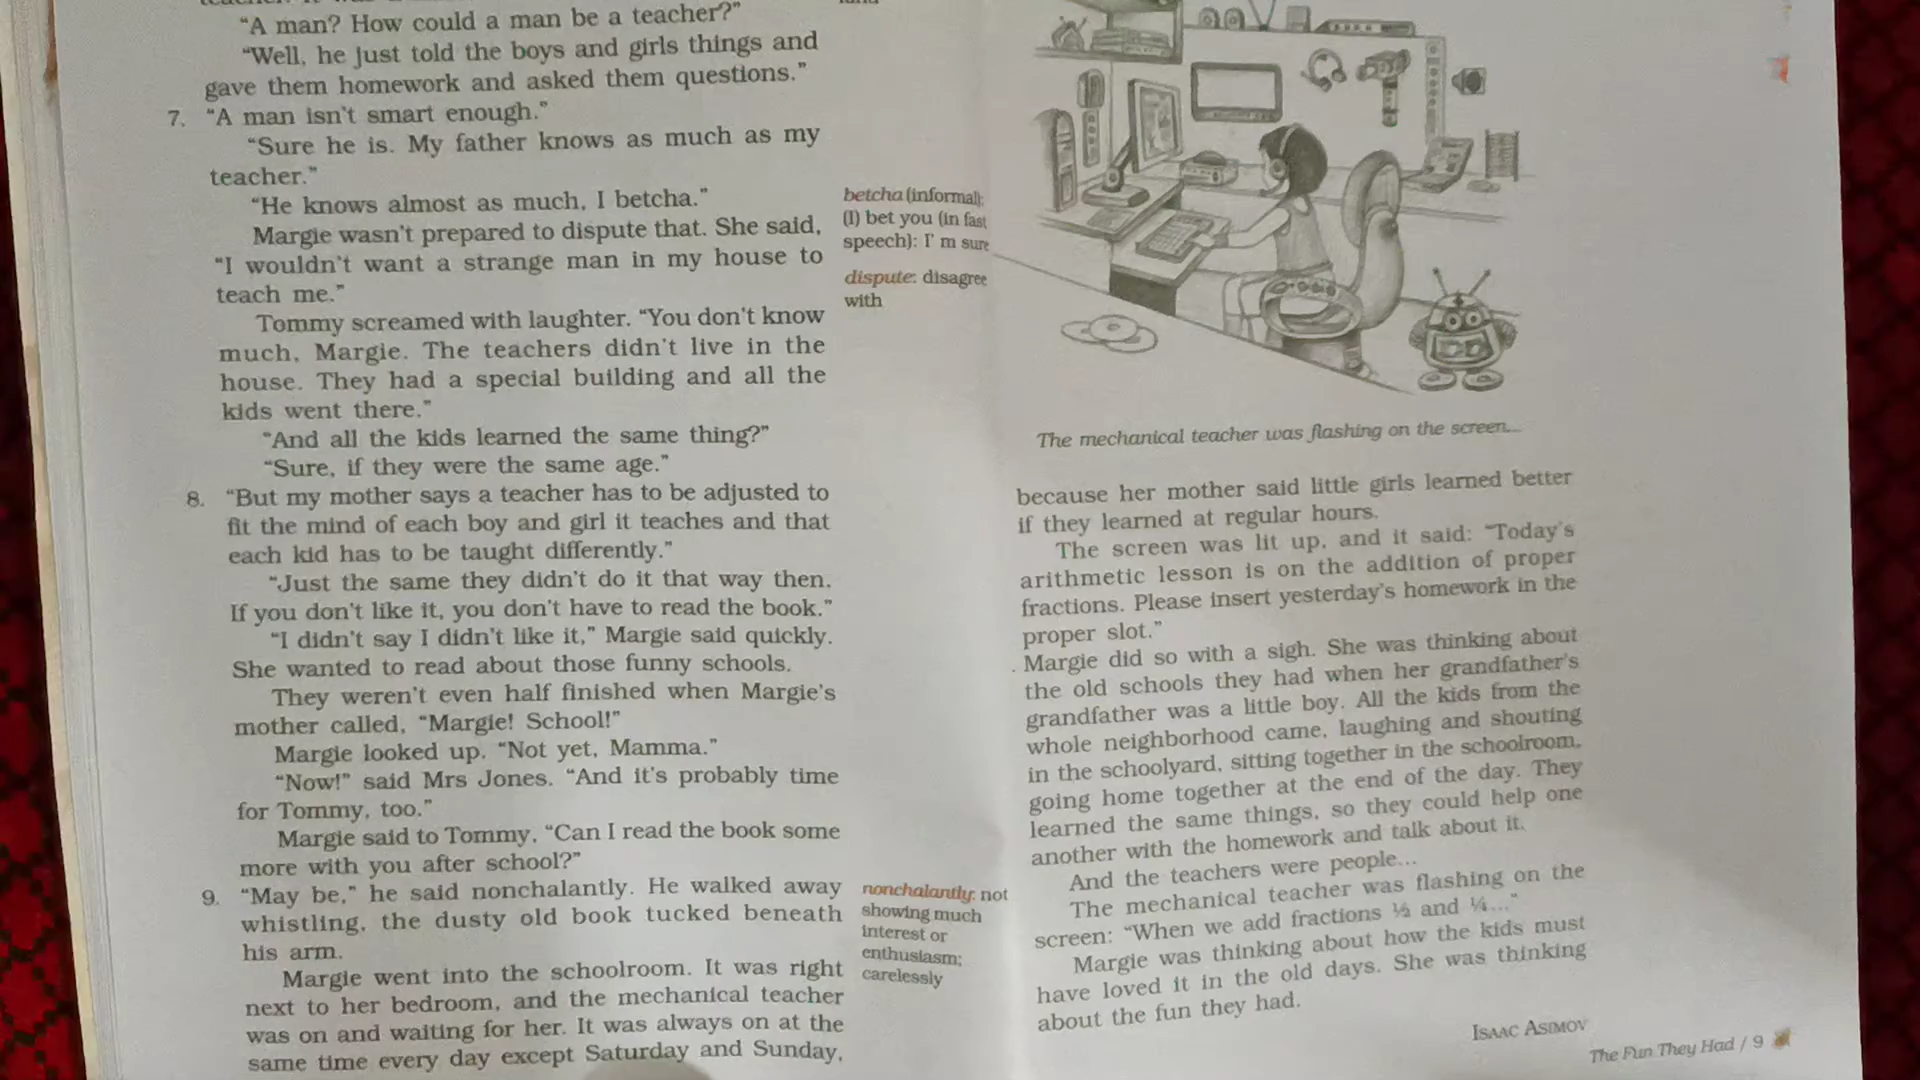 "A man? How could a man be a teacher?"
"Well, he just told the boys and girls things and
gave them homework and asked them questions."
7. "A man isn't smart enough."
"Sure he is. My father knows as much as my
teacher."
"He knows almost as much, I betcha."
Margie wasn't prepared to dispute that. She said,
"I wouldn't want a strange man in my house to
teach me."
Tommy screamed with laughter. "You don't know
much, Margie. The teachers didn't live in the
house. They had a special building and all the
kids went there."
"And all the kids learned the same thing?"
"Sure, if they were the same age."
8. "But my mother says a teacher has to be adjusted to
fit the mind of each boy and girl it teaches and that
each kid has to be taught differently."
"Just the same they didn't do it that way then.
If you don't like it, you don't have to read the book."
"I didn't say I didn't like it," Margie said quickly.
She wanted to read about those funny schools.
They weren't even half finished when Margie's
mother called, "Margie! School!"
Margie looked up. "Not yet, Mamma."
"Now!" said Mrs Jones. "And it's probably time
for Tommy, too."
Margie said to Tommy, "Can I read the book some
more with you after school?"
9. "May be," he said nonchalantly. He walked away
whistling, the dusty old book tucked beneath
his arm.
Margie went into the schoolroom. It was right
next to her bedroom, and the mechanical teacher
was on and waiting for her. It was always on at the
same time every day except Saturday and Sunday,
betcha (informal):
(I) bet you (in fast
speech): I' m sure
dispute: disagree
with
nonchalantly: not
showing much
interest or
enthusiasm;
carelessly
The mechanical teacher was flashing on the screen...
because her mother said little girls learned better
if they learned at regular hours.
The screen was lit up, and it said: "Today's
arithmetic lesson is on the addition of proper
fractions. Please insert yesterday's homework in the
proper slot."
Margie did so with a sigh. She was thinking about
the old schools they had when her grandfather's
grandfather was a little boy. All the kids from the
whole neighborhood came, laughing and shouting
in the schoolyard, sitting together in the schoolroom,
going home together at the end of the day. They
learned the same things, so they could help one
another with the homework and talk about it.
And the teachers were people...
The mechanical teacher was flashing on the
screen: "When we add fractions ½ and ¼..."
Margie was thinking about how the kids must
have loved it in the old days. She was thinking
about the fun they had.
ISAAC ASIMOV
The Fun They Had / 9